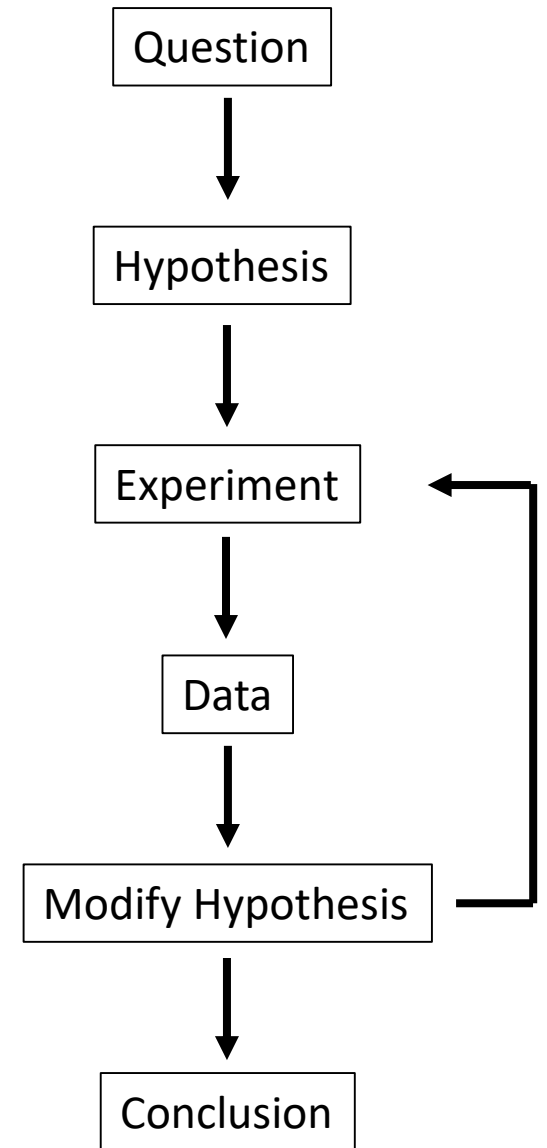 Question
Hypothesis
Experiment
Data
Modify Hypothesis
Conclusion